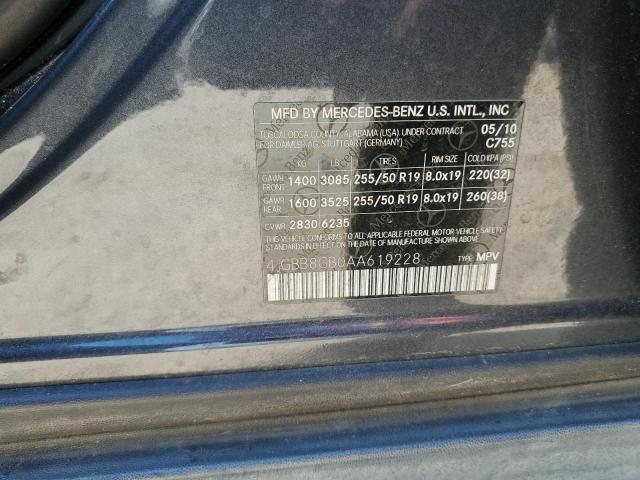 MFD BY MERCEDES-BENZ U.S. INTL., INC
TUSCALOOSA COUNTY, ALABAMA (USA) UNDER CONTRACT 05/10
FOR DAIMLER AG, STUTTGART (GERMANY) C755
KG LB TIRES RIM SIZE COLD KPA (PSI)
GAWR FRONT 1400 3085 255/50 R19 8.0x19 220(32)
GAWR REAR 1600 3525 255/50 R19 8.0x19 260(38)
GVWR 2830 6235
THIS VEHICLE CONFORMS TO ALL APPLICABLE FEDERAL MOTOR VEHICLE SAFETY
AND THEFT PREVENTION STANDARDS IN EFFECT ON THE
DATE OF MANUFACTURE SHOWN ABOVE.
4JGBB8GB0AA619228 TYPE: MPV